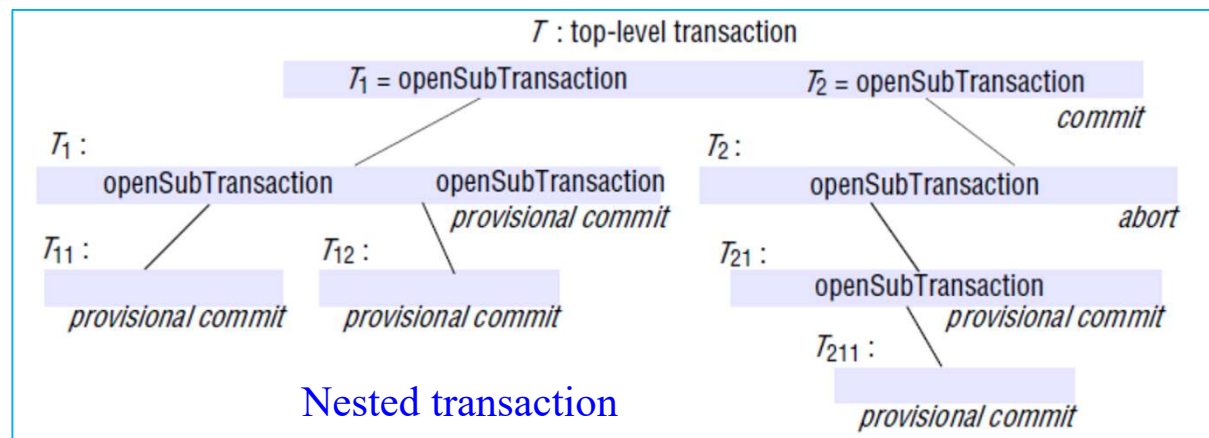 T : top-level transaction
T1 = openSubTransaction T2 = openSubTransaction
commit
T1 : T2 :
openSubTransaction openSubTransaction openSubTransaction
provisional commit abort
T11 : T12 : T21 :
openSubTransaction
provisional commit provisional commit provisional commit
T211 :
Nested transaction
provisional commit